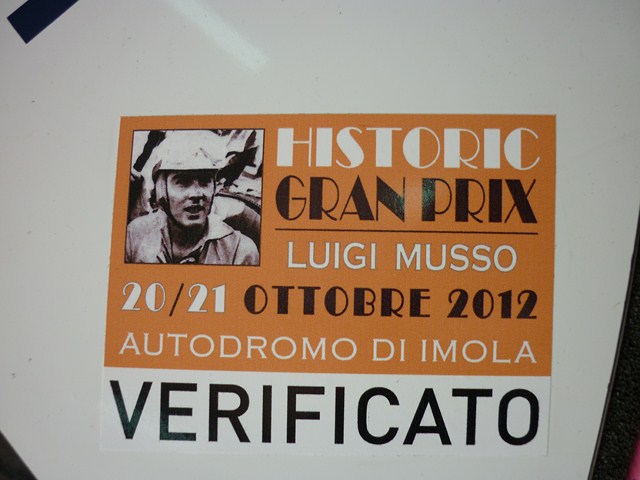 HISTORIC
GRAN PRIX
LUIGI MUSSO
20/21 OTTOBRE 2012
AUTODROMO DI IMOLA
VERIFICATO